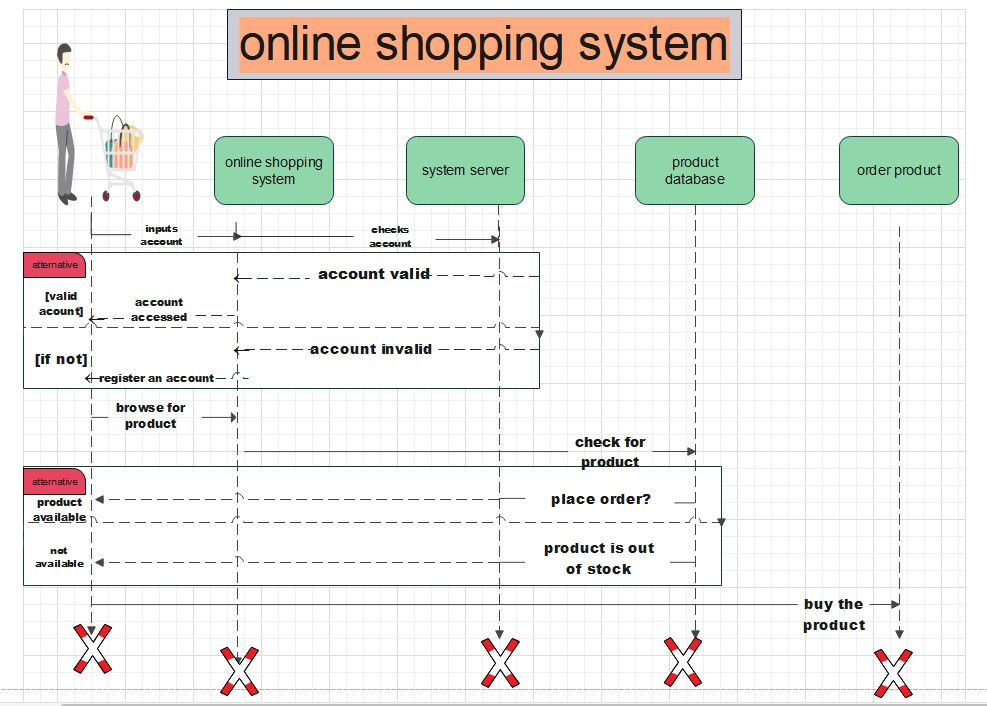 online shopping system
online shopping
system
system server
product
database
order product
inputs
account
checks
account
alternative
account valid
[valid
acount]
account
accessed
account invalid
[if not]
register an account
browse for
product
check for
product
alternative
product
available
place order?
not
available
product is out
of stock
buy the
product